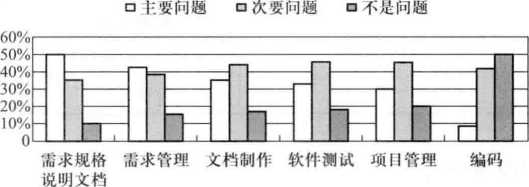 □ 主要问题 □ 次要问题 ■ 不是问题
60%
50%
40%
30%
20%
10%
0
需求规格 需求管理 文档制作 软件测试 项目管理 编码
说明文档